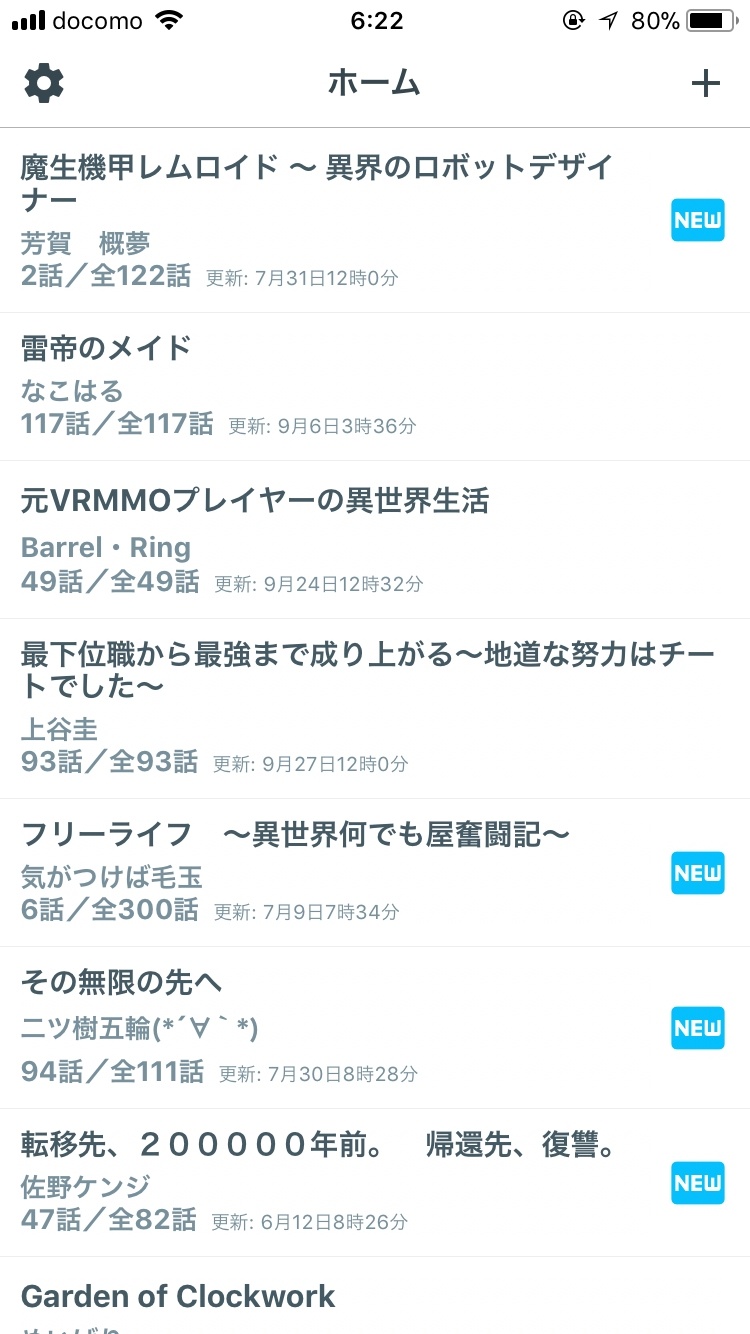 docomo 6:22 80%
ホーム
魔生機甲レムロイド ～ 異界のロボットデザイ
ナー
芳賀　概夢
2話／全122話 更新: 7月31日12時0分
NEW
雷帝のメイド
なこはる
117話／全117話 更新: 9月6日3時36分
元VRMMOプレイヤーの異世界生活
Barrel・Ring
49話／全49話 更新: 9月24日12時32分
最下位職から最強まで成り上がる～地道な努力はチー
トでした～
上谷圭
93話／全93話 更新: 9月27日12時0分
フリーライフ　～異世界何でも屋奮闘記～
気がつけば毛玉
6話／全300話 更新: 7月9日7時34分
NEW
その無限の先へ
二ツ樹五輪(*´∀｀*)
94話／全111話 更新: 7月30日8時28分
NEW
転移先、２０００００年前。　帰還先、復讐。
佐野ケンジ
47話／全82話 更新: 6月12日8時26分
NEW
Garden of Clockwork